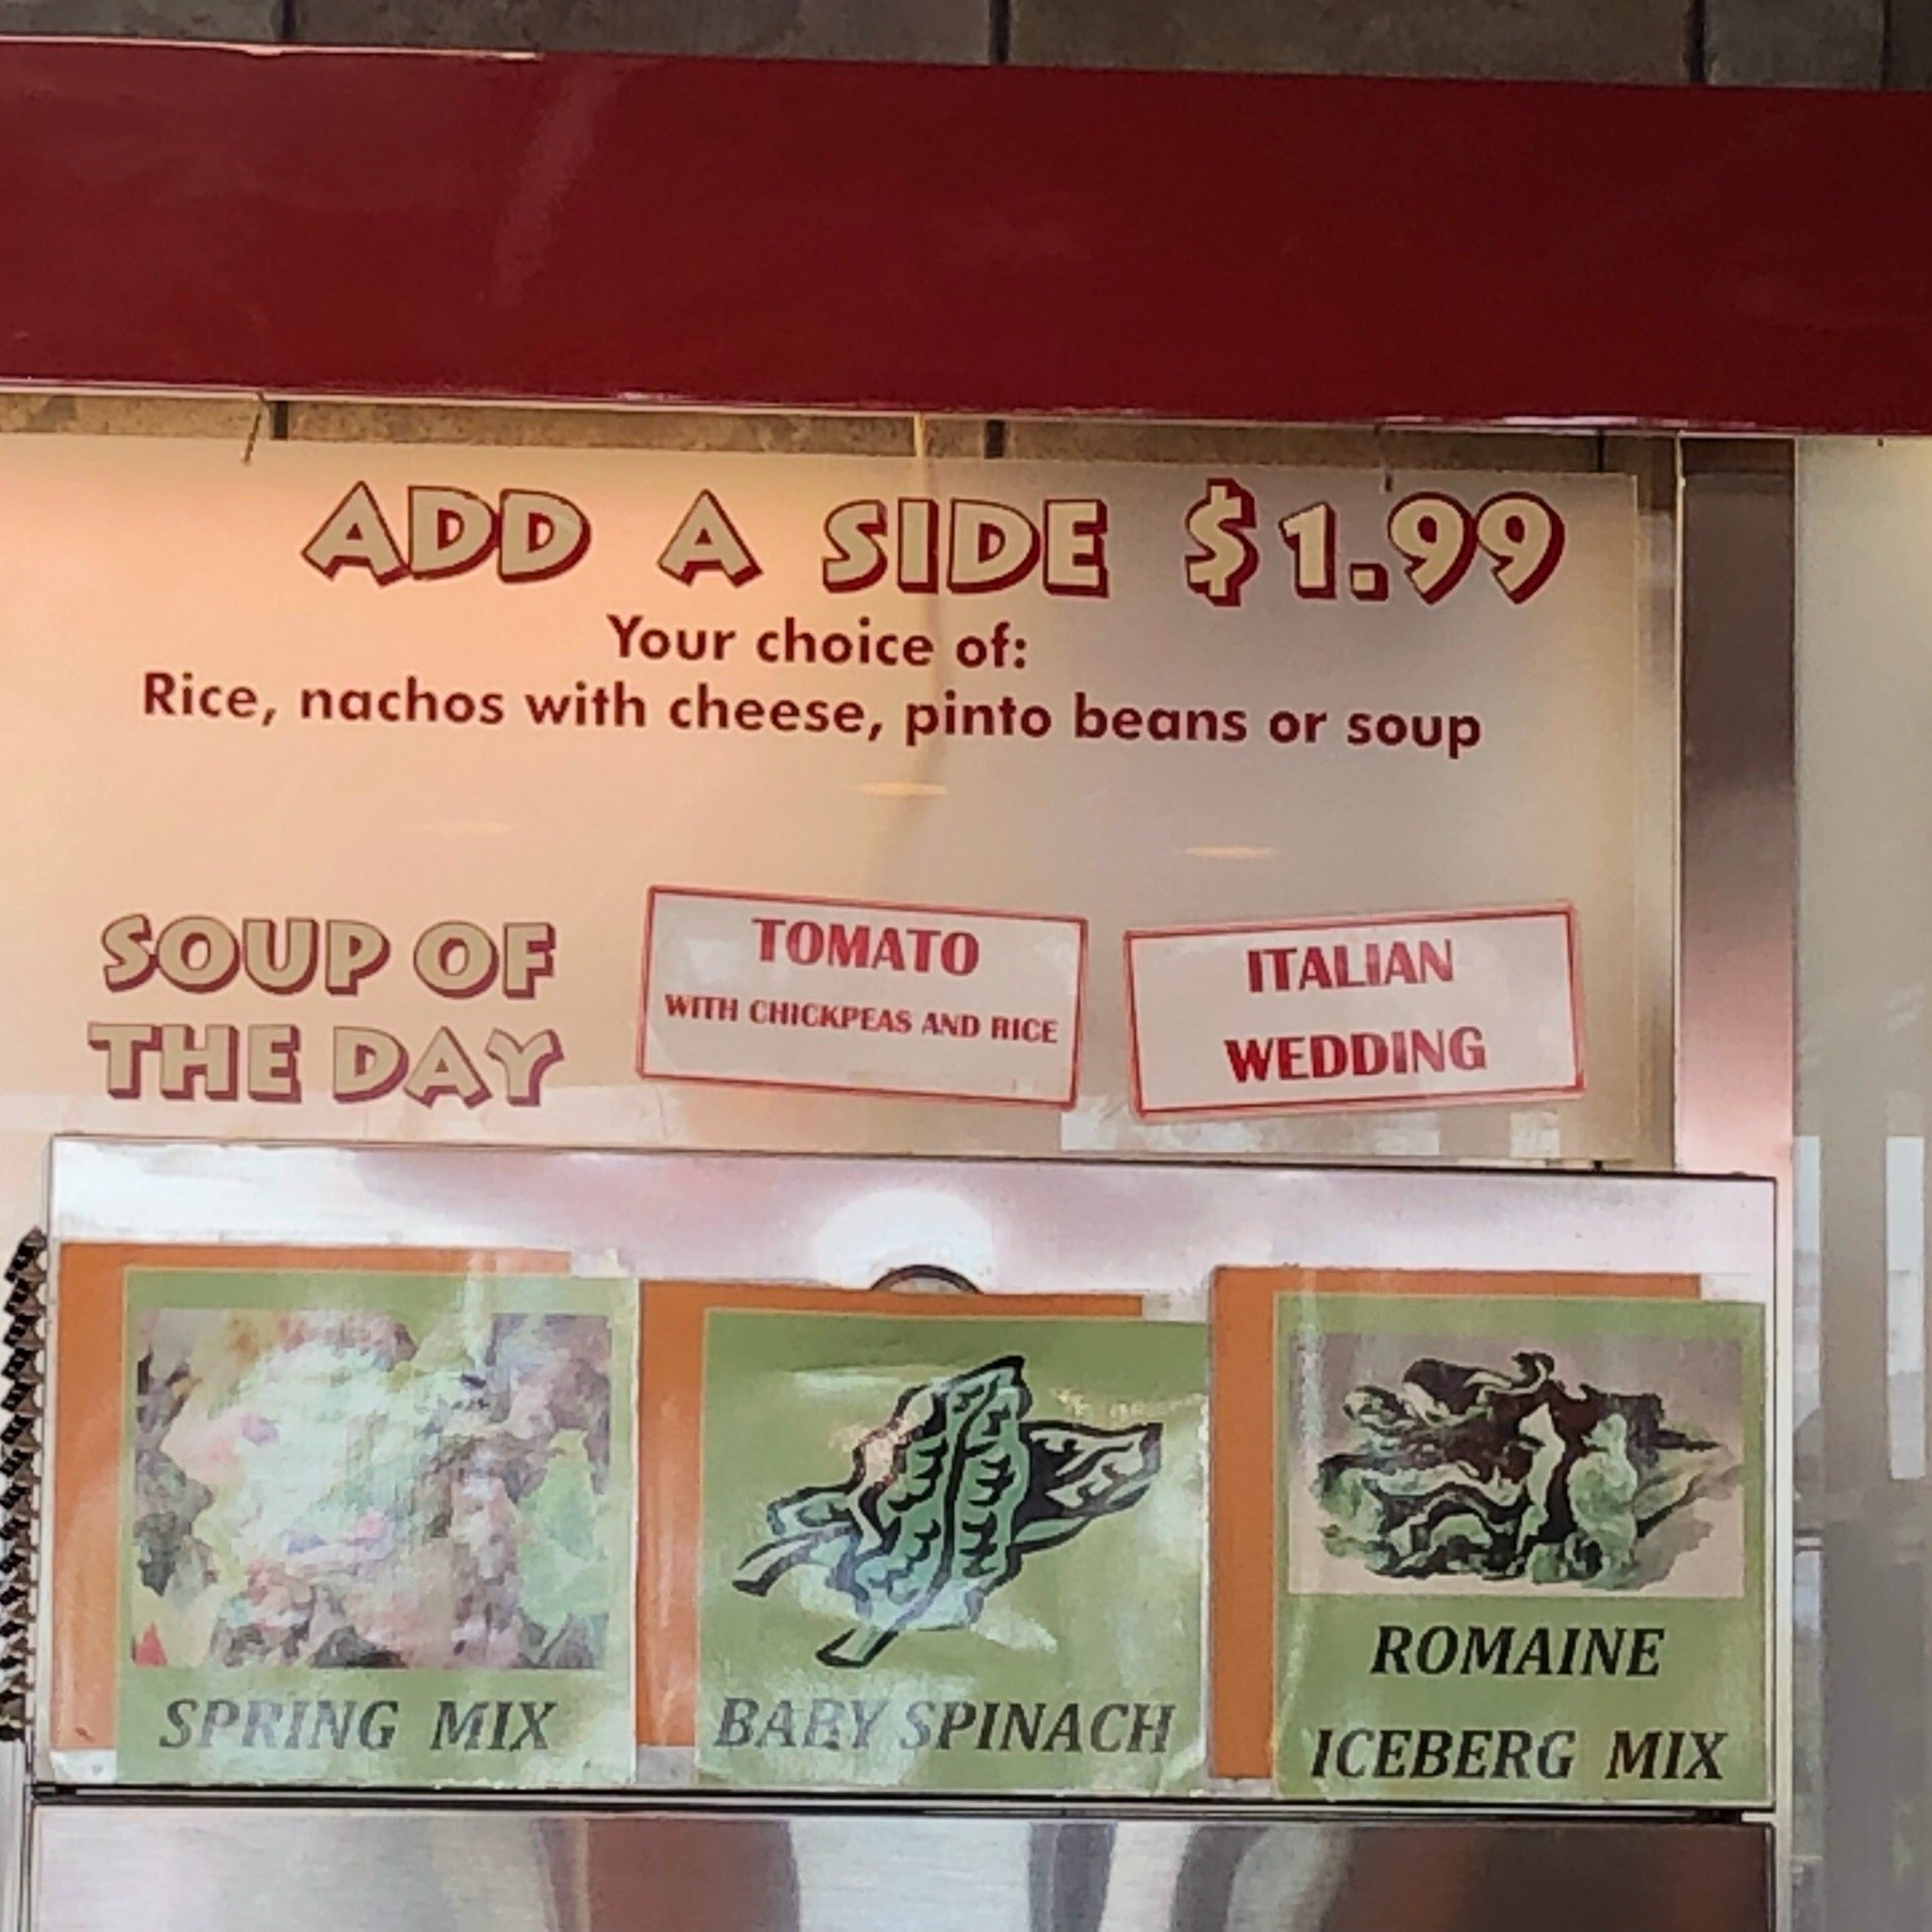 ADD A SIDE $1.99
Your choice of:
Rice, nachos with cheese, pinto beans or soup
SOUP OF
THE DAY
TOMATO
WITH CHICKPEAS AND RICE
ITALIAN
WEDDING
SPRING MIX
BABY SPINACH
ROMAINE
ICEBERG MIX